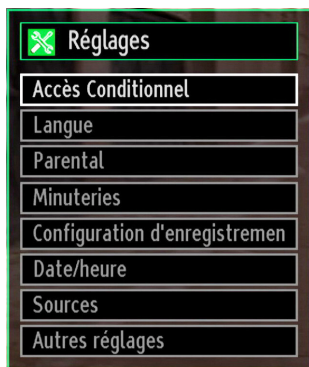 Réglages
Accès Conditionnel
Langue
Parental
Minuteries
Configuration d'enregistremen
Date/heure
Sources
Autres réglages